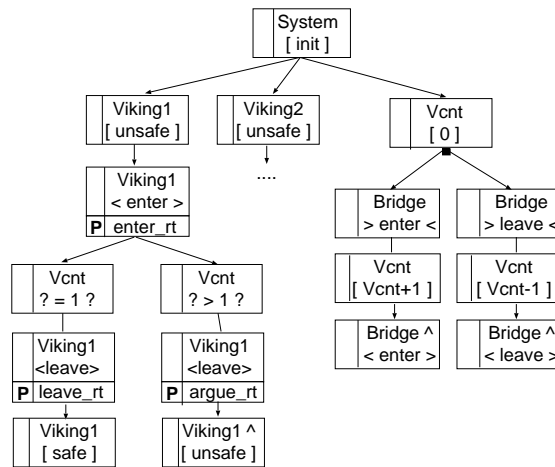 System
[ init ]
Viking1
[ unsafe ]
Viking2
[ unsafe ]
....
Vcnt
[ 0 ]
Viking1
< enter >
P enter_rt
Bridge
> enter <
Bridge
> leave <
Vcnt
? = 1 ?
Vcnt
? > 1 ?
Vcnt
[ Vcnt+1 ]
Vcnt
[ Vcnt-1 ]
Viking1
<leave>
P leave_rt
Viking1
<leave>
P argue_rt
Bridge ^
< enter >
Bridge ^
< leave >
Viking1
[ safe ]
Viking1 ^
[ unsafe ]